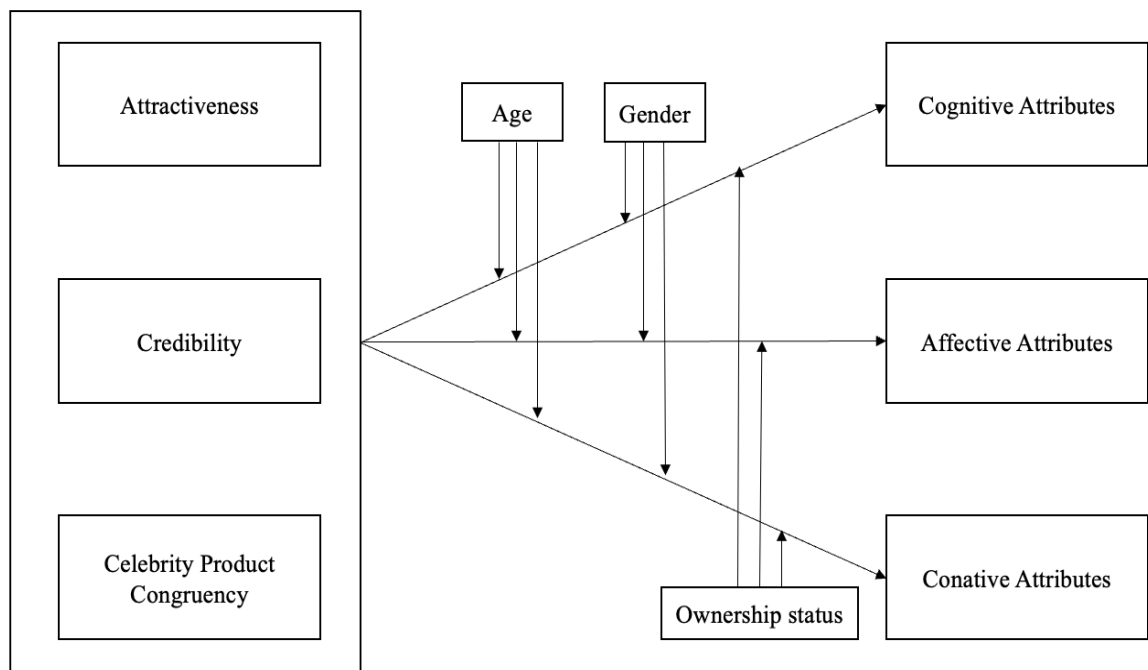 Attractiveness
Age
Gender
Cognitive Attributes
Credibility
Affective Attributes
Celebrity Product
Congruency
Ownership status
Conative Attributes